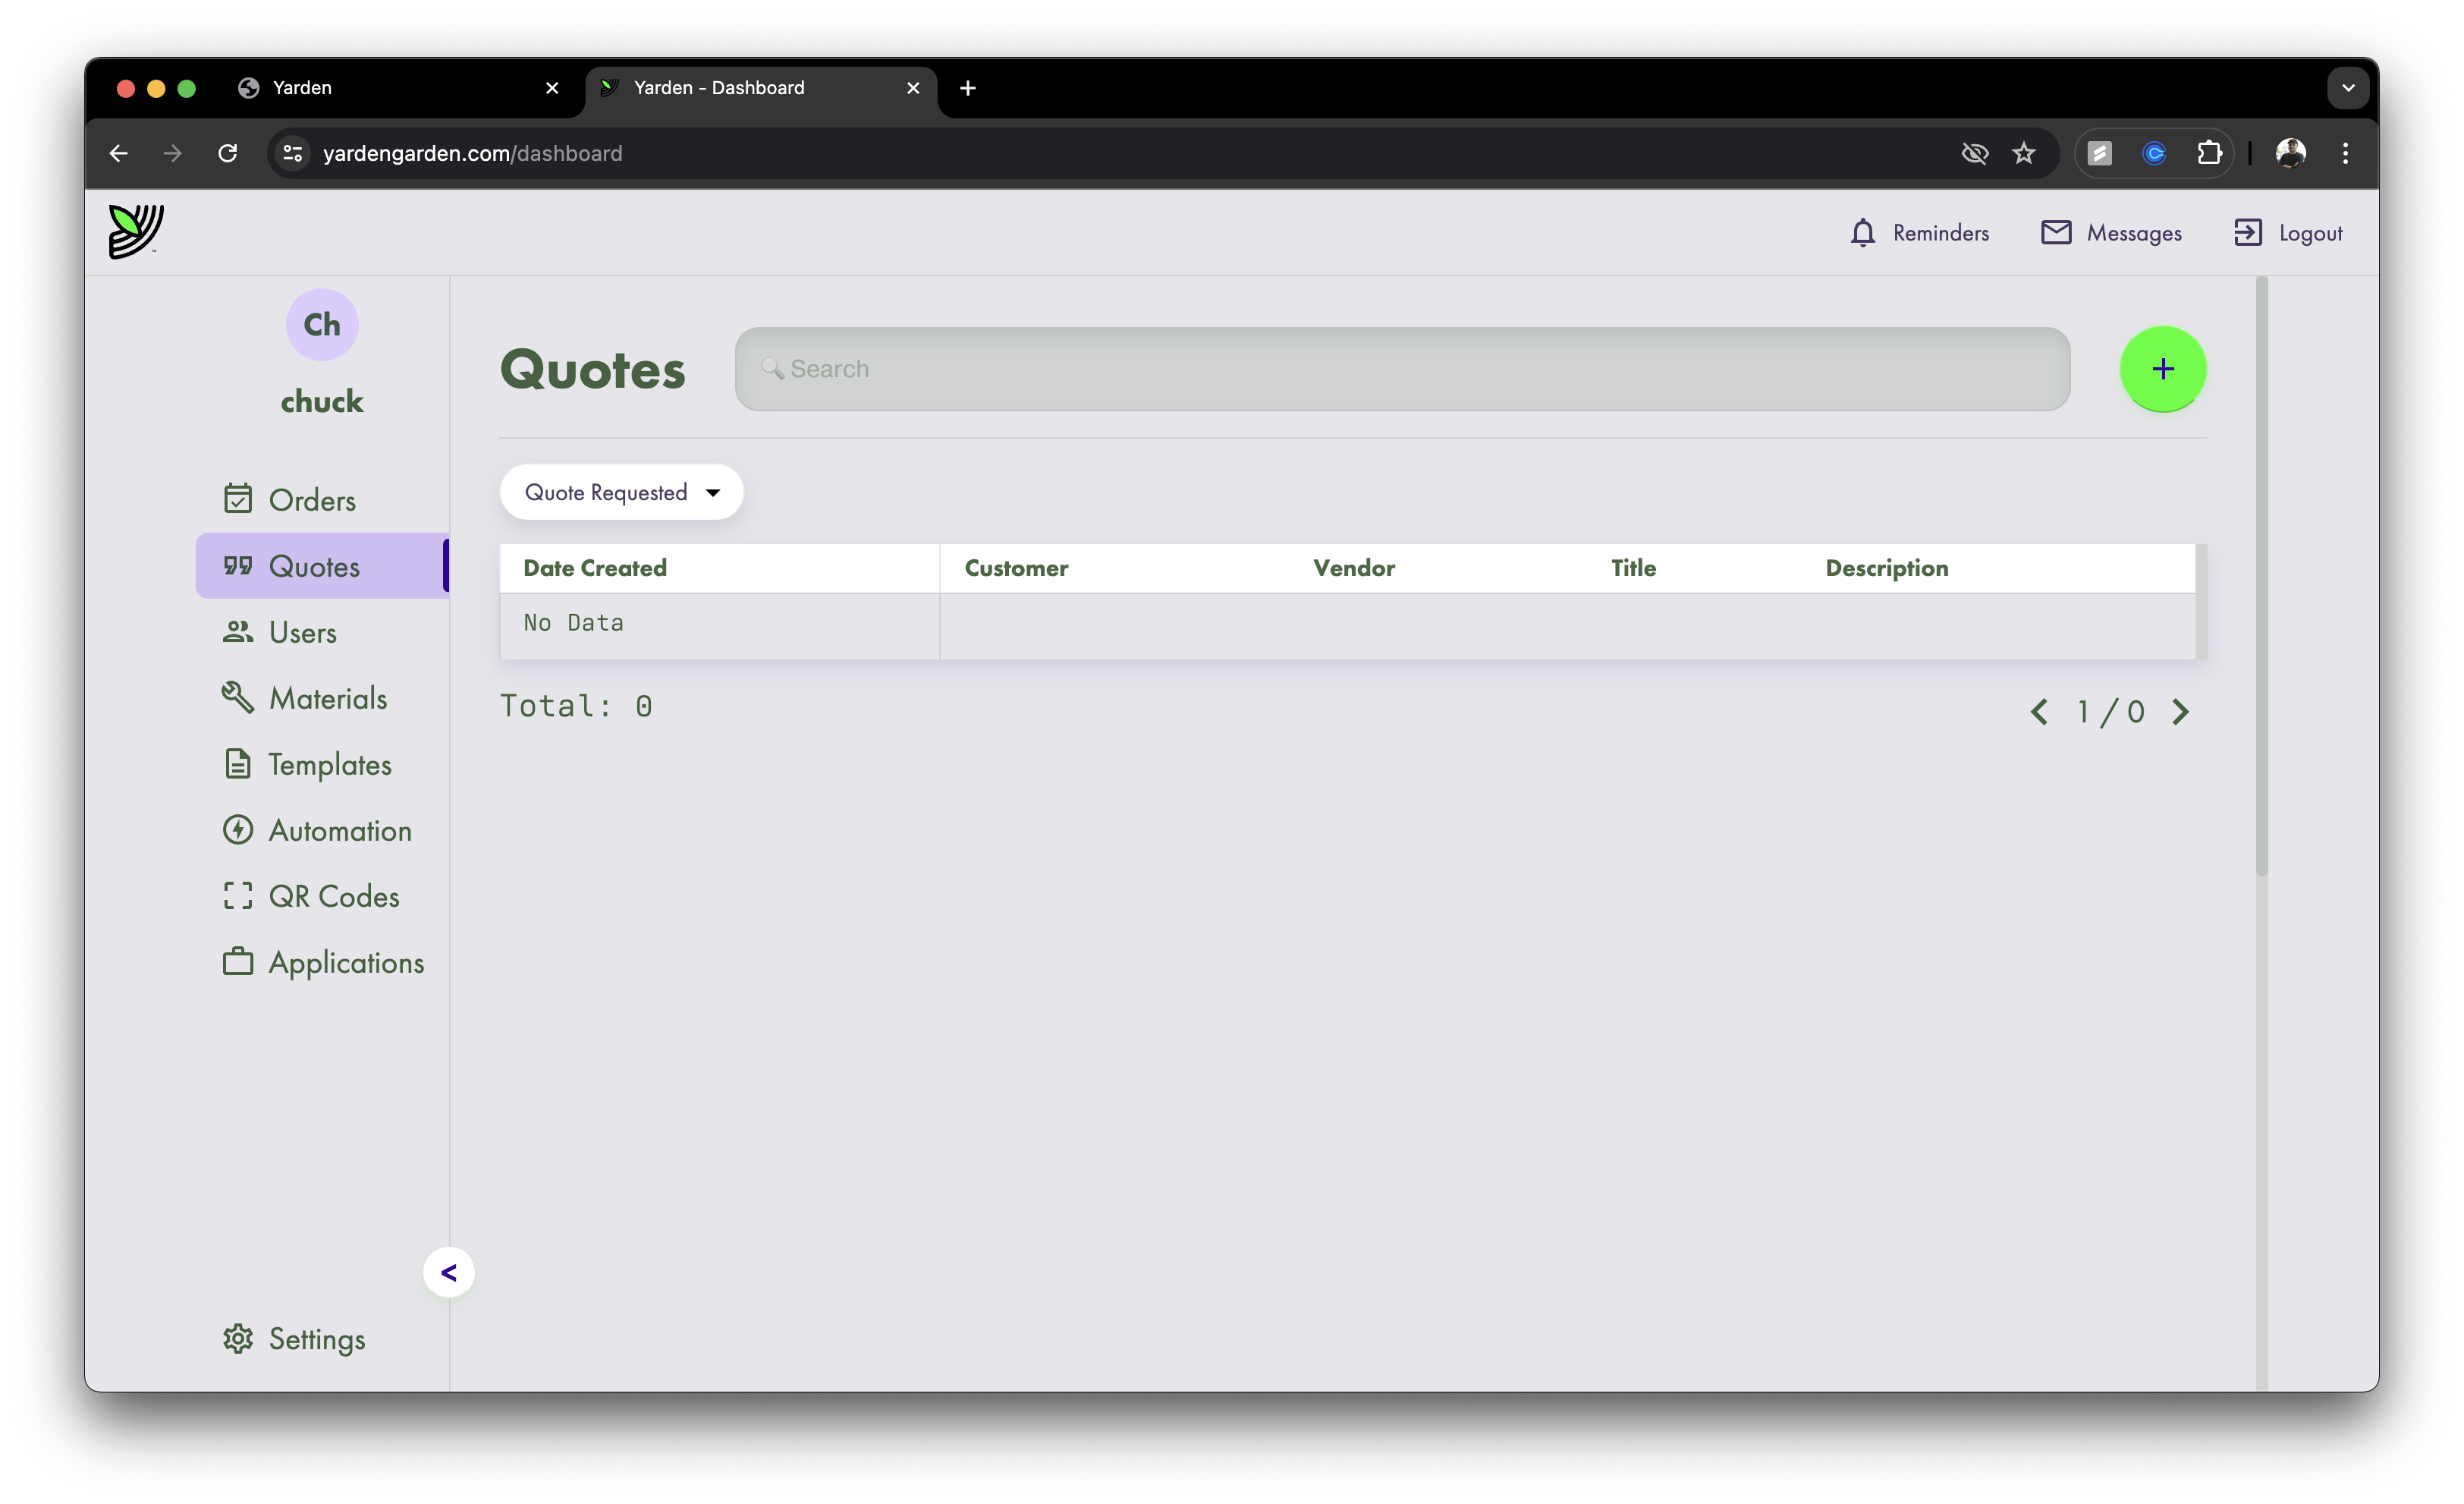 Yarden
Yarden - Dashboard
yardengarden.com/dashboard
Reminders
Messages
Logout
Ch
chuck
Orders
Quotes
Users
Materials
Templates
Automation
QR Codes
Applications
Settings
<
Quotes
Search
+
Quote Requested
Date Created Customer Vendor Title Description
No Data
Total: 0
1 / 0